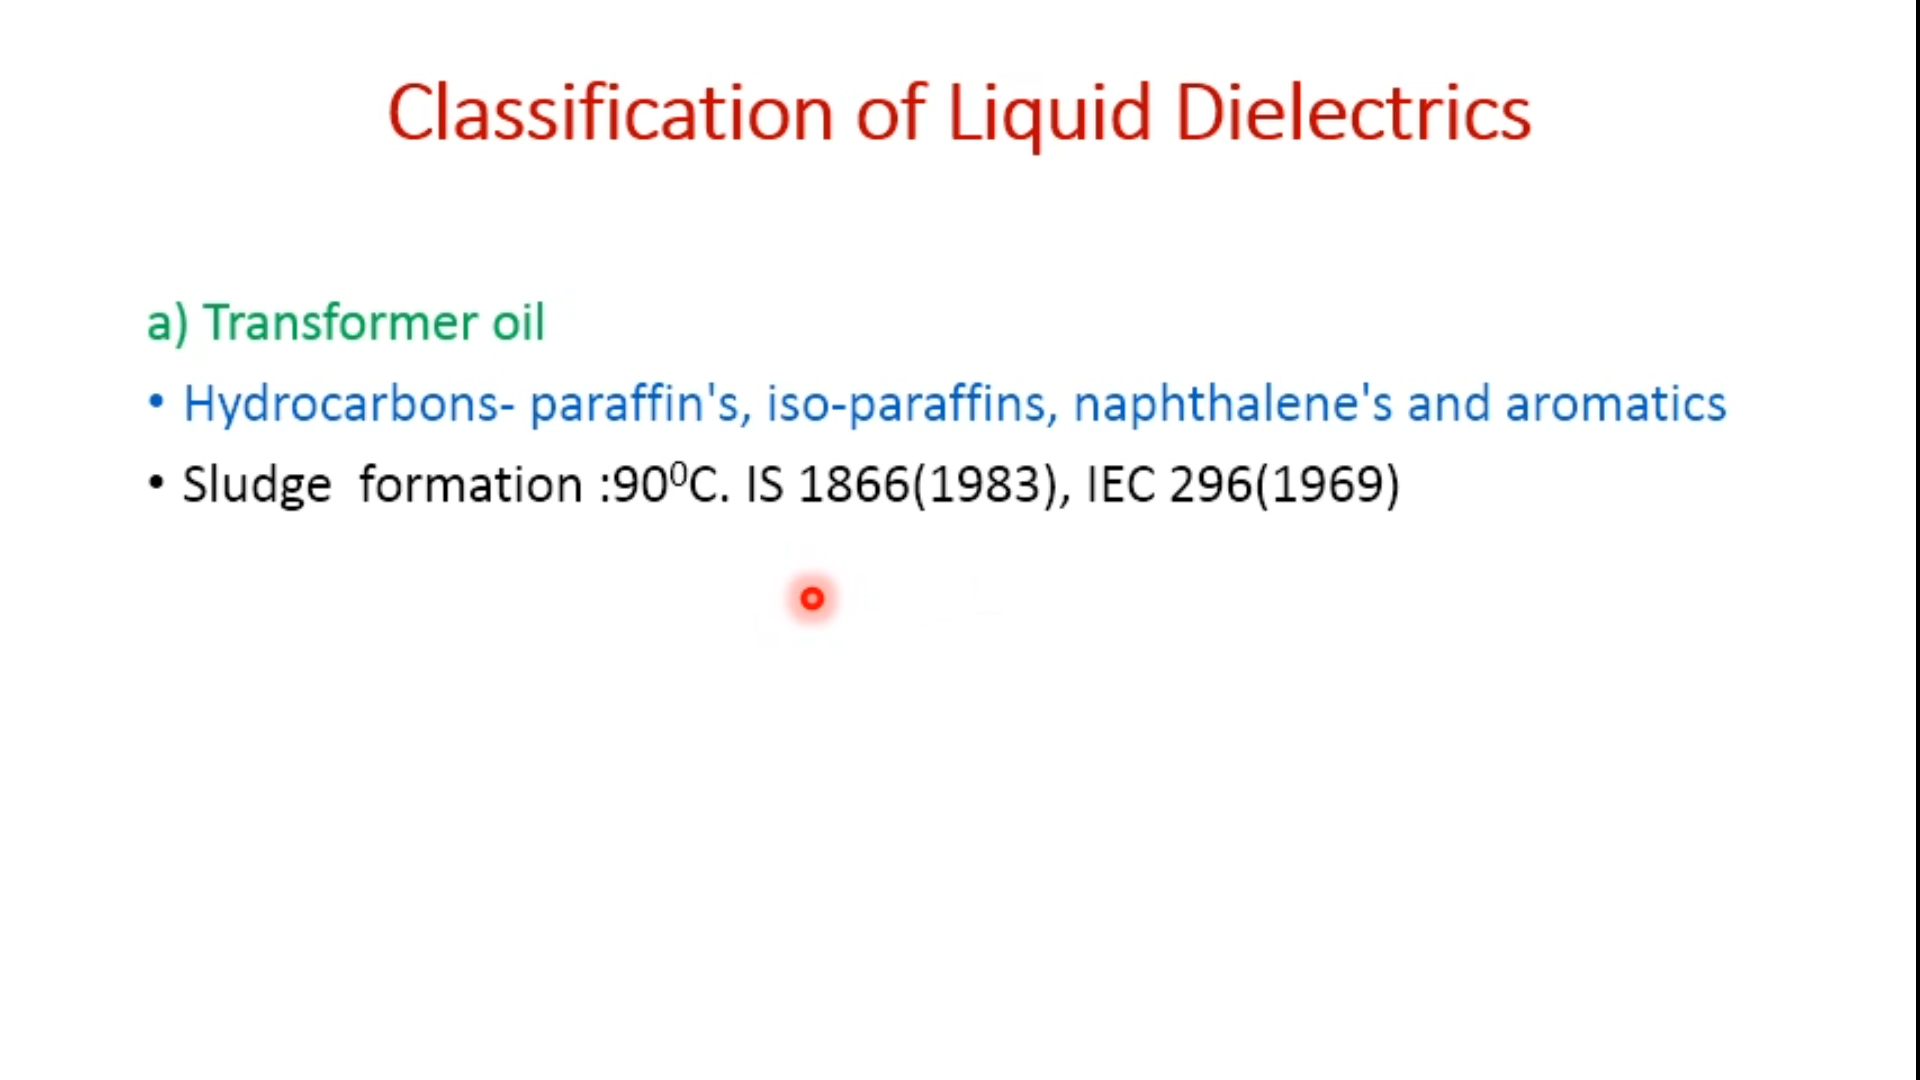 Classification of Liquid Dielectrics
a) Transformer oil
• Hydrocarbons- paraffin's, iso-paraffins, naphthalene's and aromatics
• Sludge  formation :90⁰C. IS 1866(1983), IEC 296(1969)